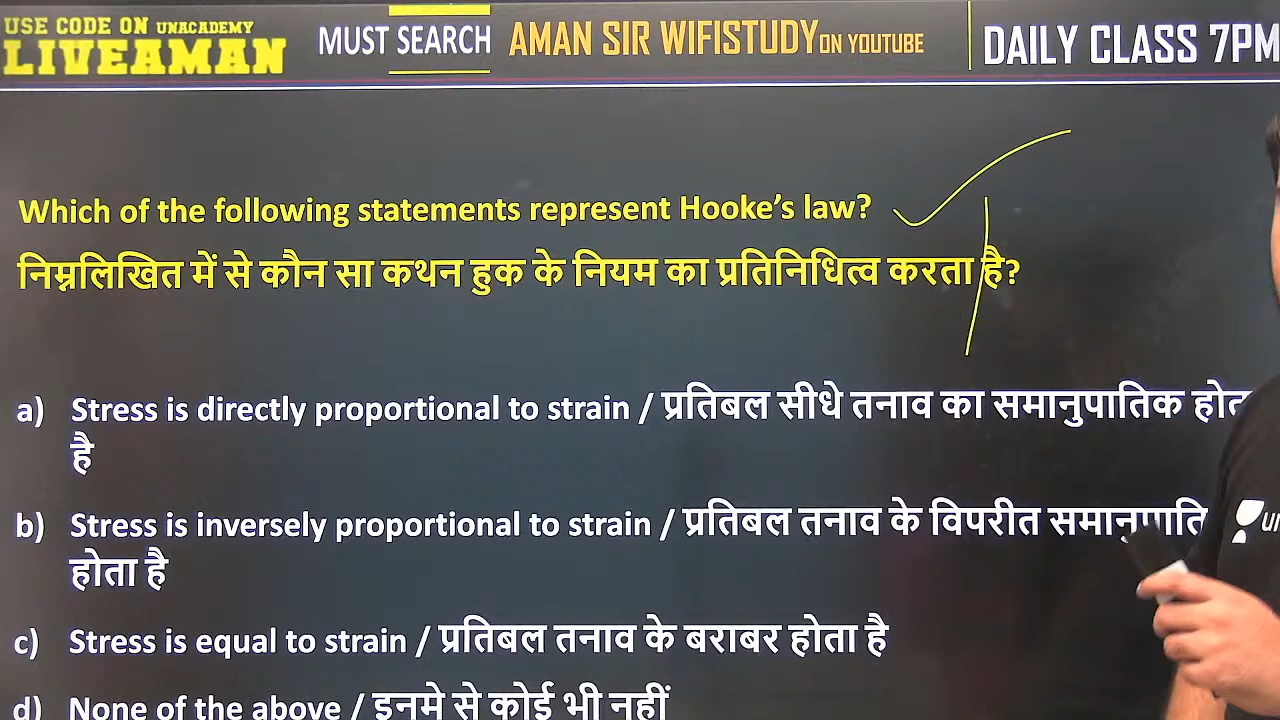 USE CODE ON UNACADEMY
LIVEAMAN
MUST SEARCH AMAN SIR WIFISTUDY ON YOUTUBE
DAILY CLASS 7PM
Which of the following statements represent Hooke's law?
निम्नलिखित में से कौन सा कथन हुक के नियम का प्रतिनिधित्व करता है?
a) Stress is directly proportional to strain / प्रतिबल सीधे तनाव का समानुपातिक
है
b) Stress is inversely proportional to strain / प्रतिबल तनाव के विपरीत
होता है
c) Stress is equal to strain / प्रतिबल तनाव के बराबर होता है
d) None of the above / इनमे से कोई भी नहीं